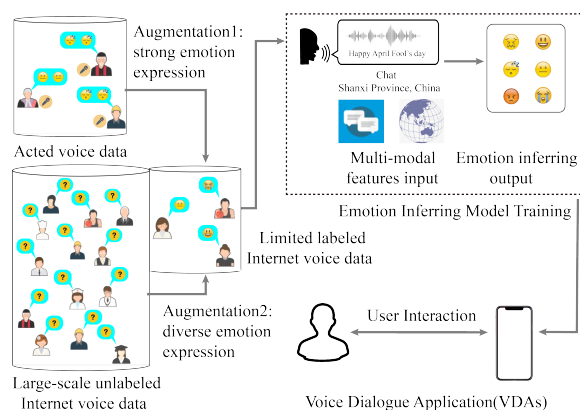 Augmentation1:
strong emotion
expression
Acted voice data
Happy April Fool's day
Chat
Shanxi Province, China
Multi-modal
features input
Emotion inferring
output
Emotion Inferring Model Training
Limited labeled
Internet voice data
Augmentation2:
diverse emotion
expression
Large-scale unlabeled
Internet voice data
User Interaction
Voice Dialogue Application(VDAs)